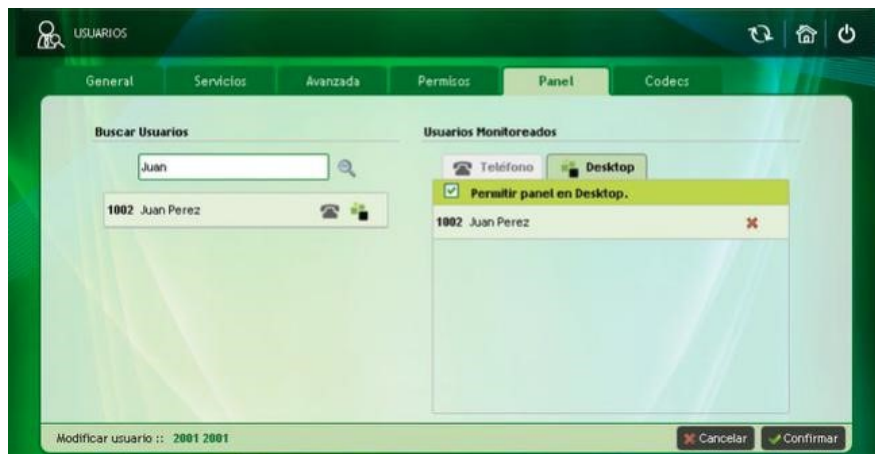 USUARIOS
General Servicios Avanzada Permisos Panel Codecs
Buscar Usuarios
Juan
1002 Juan Perez
Usuarios Monitoreados
Teléfono Desktop
Permitir panel en Desktop.
1002 Juan Perez
Modificar usuario :: 2001 2001
Cancelar Confirmar